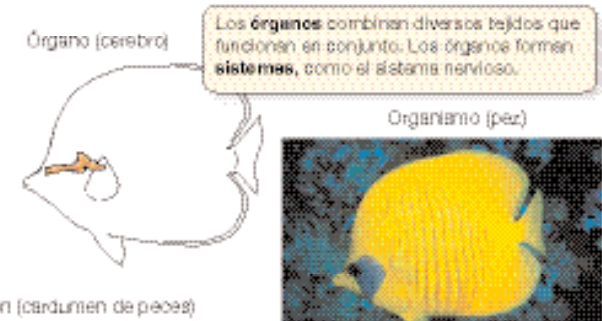 Órgano (cerebro)
Los órganos combinan diversos tejidos que
funcionan en conjunto. Los órganos forman
sistemas, como el sistema nervioso.
Organismo (pez)
n (cardumen de peces)